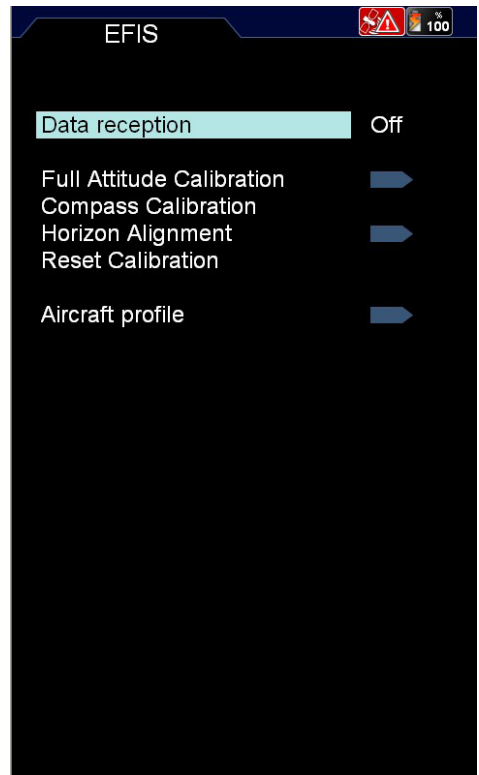 EFIS
% 100
Data reception Off
Full Attitude Calibration
Compass Calibration
Horizon Alignment
Reset Calibration
Aircraft profile